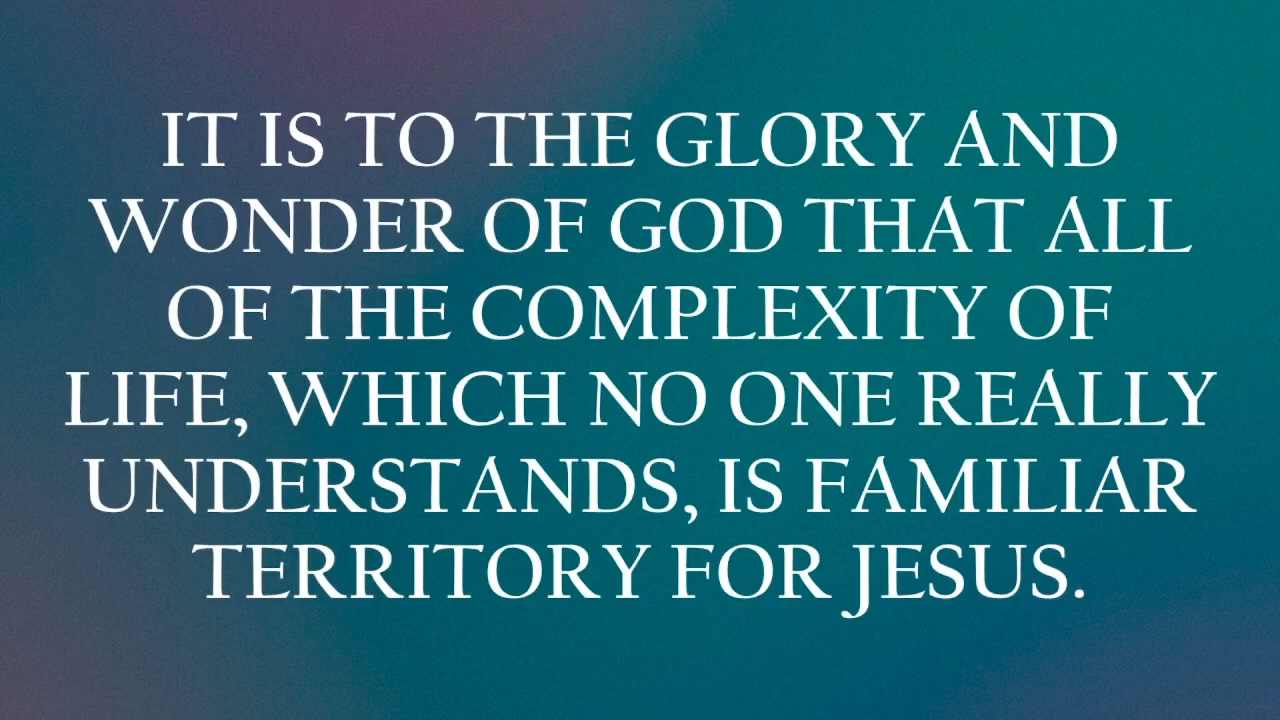 IT IS TO THE GLORY AND
WONDER OF GOD THAT ALL
OF THE COMPLEXITY OF
LIFE, WHICH NO ONE REALLY
UNDERSTANDS, IS FAMILIAR
TERRITORY FOR JESUS.